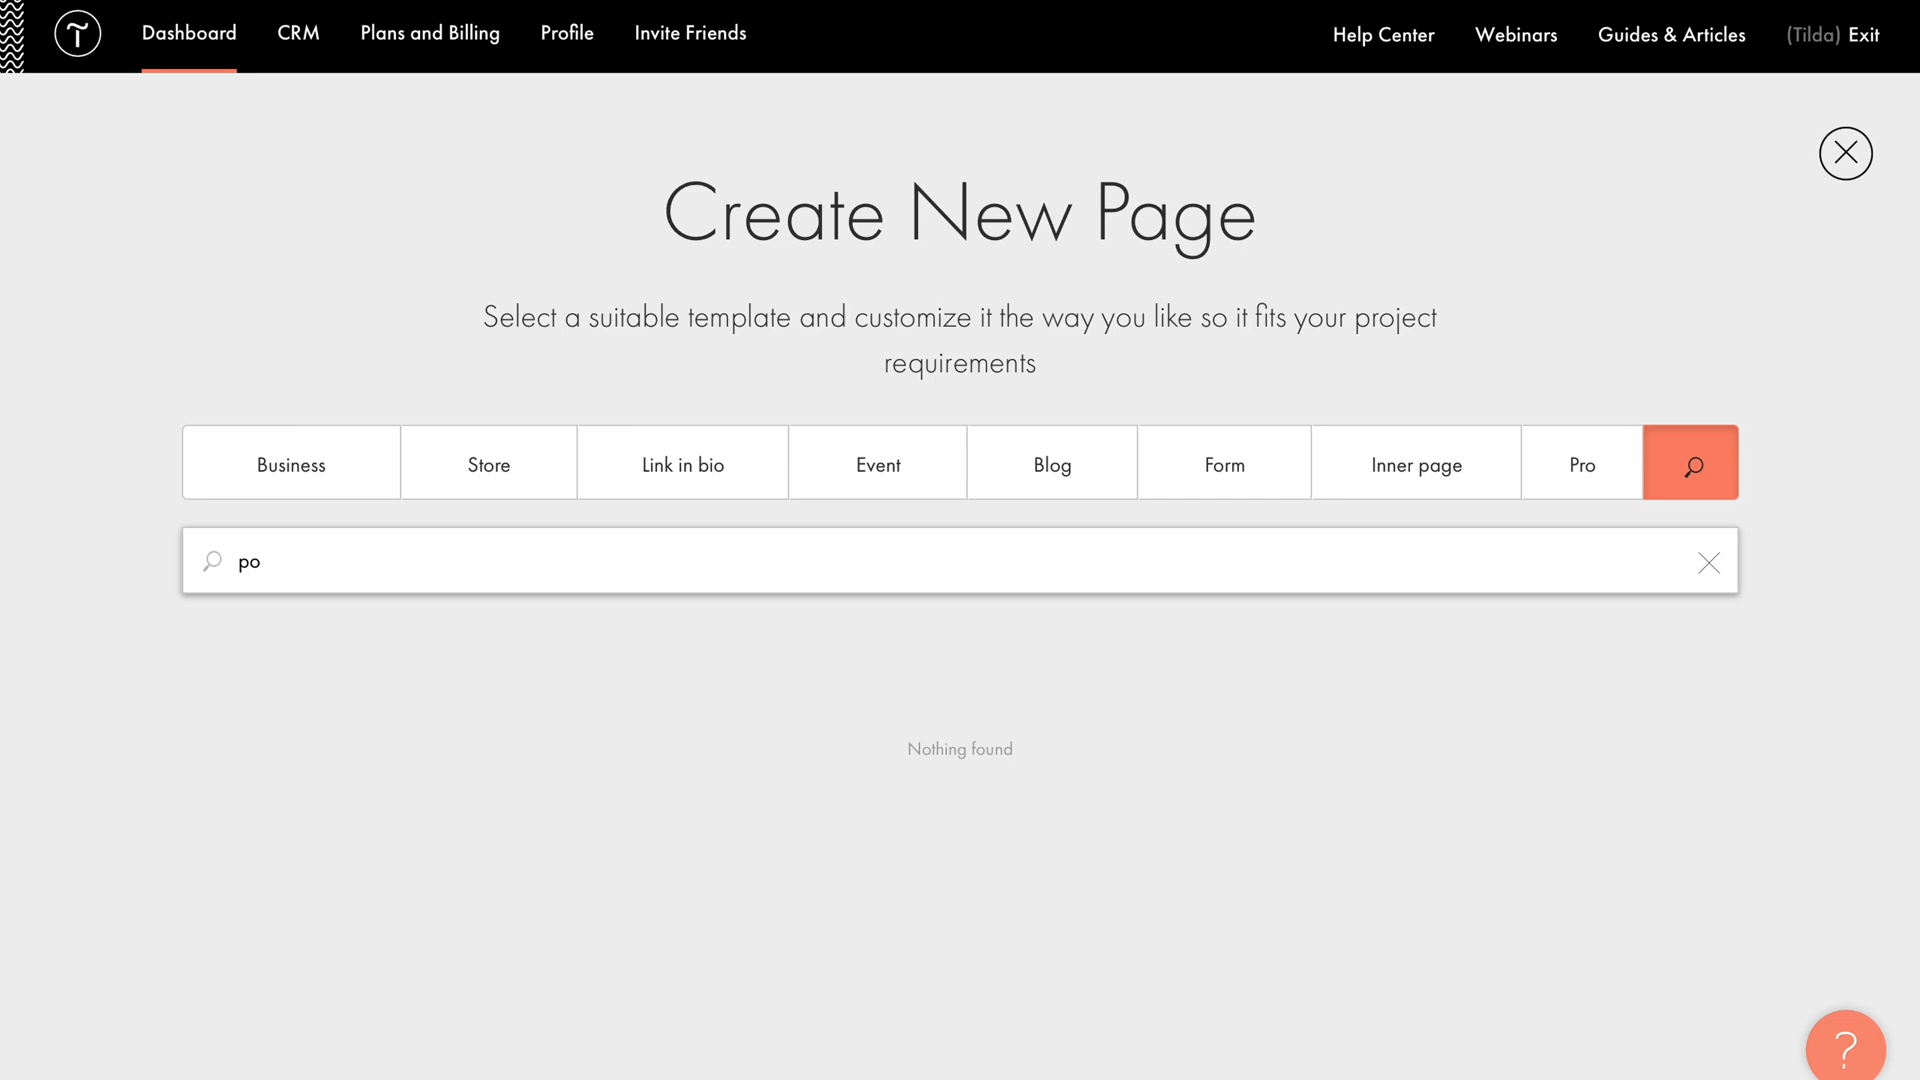 Dashboard CRM Plans and Billing Profile Invite Friends Help Center Webinars Guides & Articles (Tilda) Exit
Create New Page
Select a suitable template and customize it the way you like so it fits your project
requirements
Business Store Link in bio Event Blog Form Inner page Pro
po
Nothing found
?